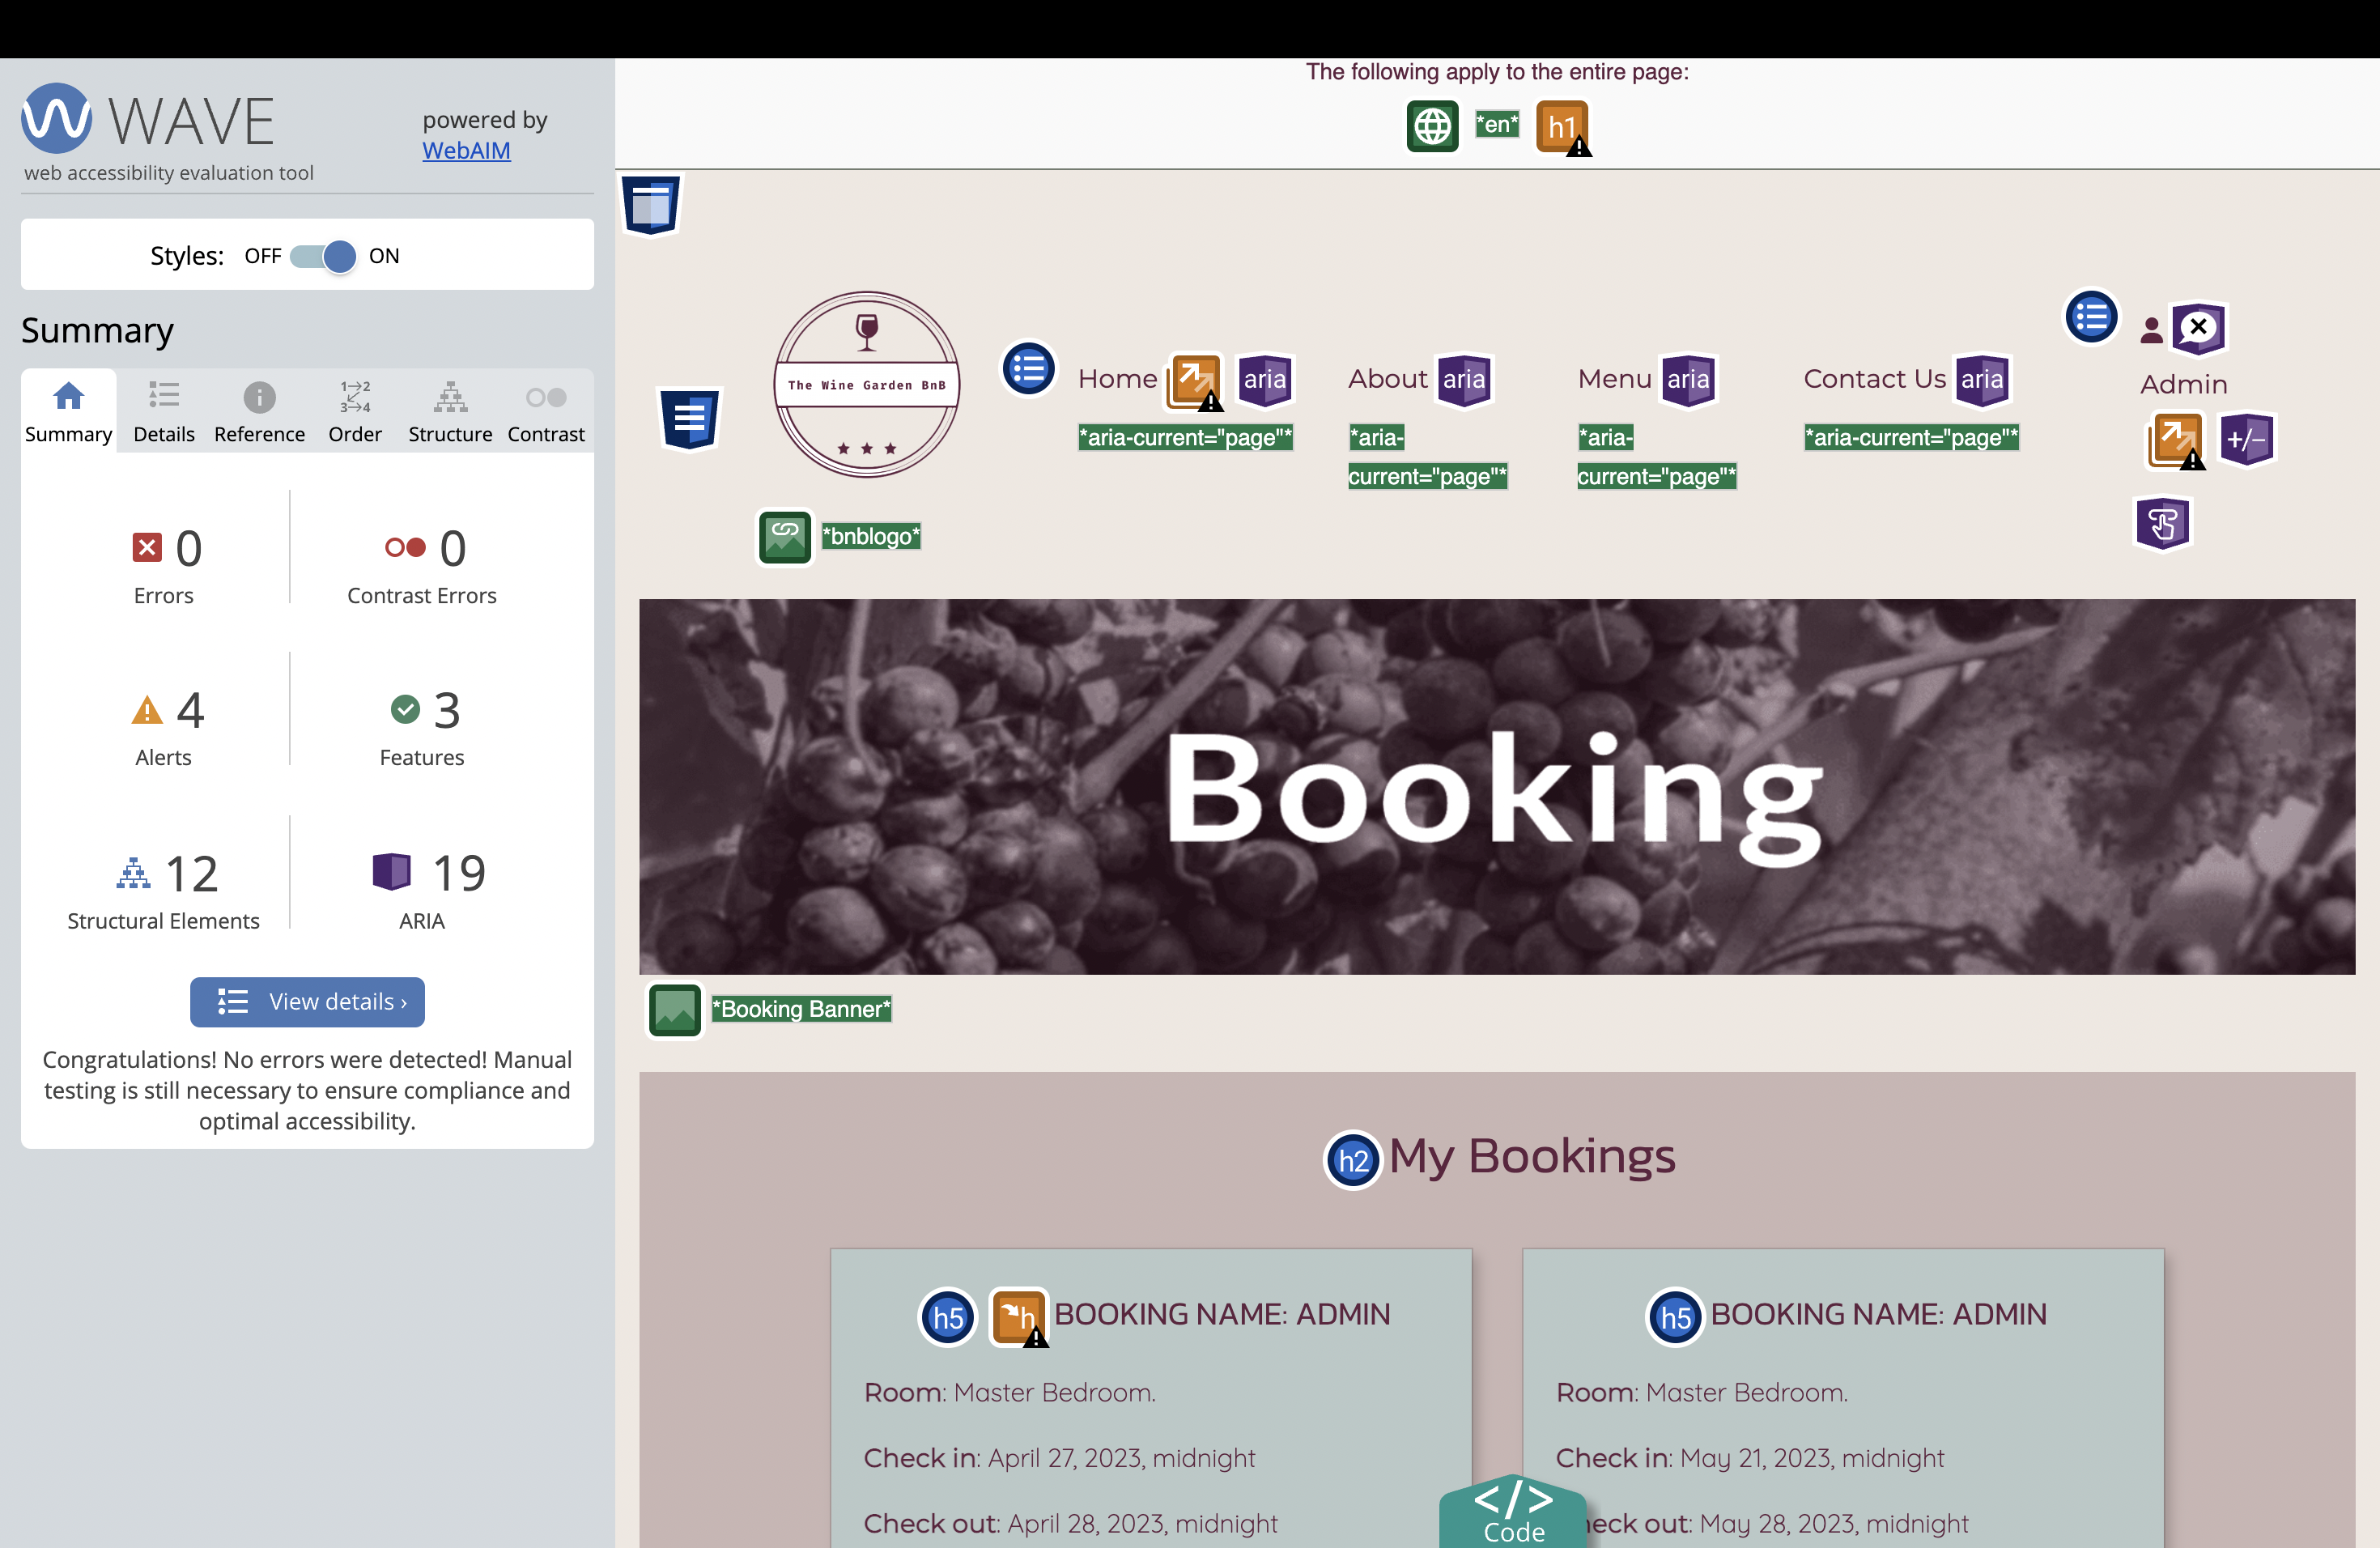 WAVE
powered by
WebAIM
web accessibility evaluation tool
Styles: OFF ON
Summary
Summary Details Reference Order Structure Contrast
0
Errors
0
Contrast Errors
4
Alerts
3
Features
12
Structural Elements
19
ARIA
View details ›
Congratulations! No errors were detected! Manual
testing is still necessary to ensure compliance and
optimal accessibility.
The following apply to the entire page:
*en* h1
The Wine Garden BnB
*bnblogo*
Home aria
*aria-current="page"*
About aria
*aria-
current="page"*
Menu aria
*aria-
current="page"*
Contact Us aria
*aria-current="page"*
Admin
+/-
Booking
*Booking Banner*
h2 My Bookings
h5 h BOOKING NAME: ADMIN
Room: Master Bedroom.
Check in: April 27, 2023, midnight
Check out: April 28, 2023, midnight
h5 BOOKING NAME: ADMIN
Room: Master Bedroom.
Check in: May 21, 2023, midnight
heck out: May 28, 2023, midnight
</>
Code